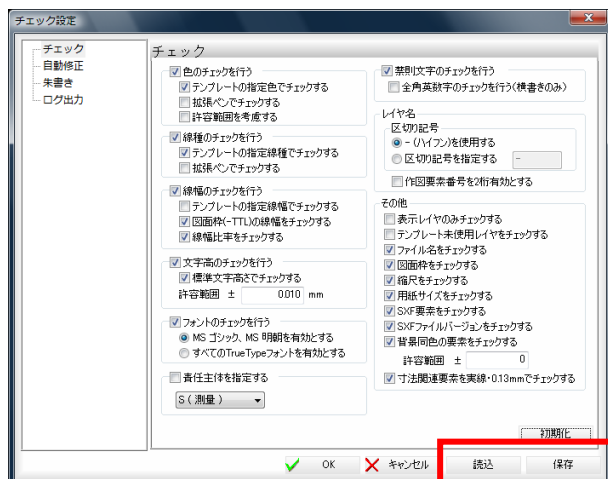 チェック設定
チェック
自動修正
朱書き
ログ出力
チェック
色のチェックを行う
テンプレートの指定色でチェックする
拡張ペンでチェックする
許容範囲を考慮する
線種のチェックを行う
テンプレートの指定線種でチェックする
拡張ペンでチェックする
線幅のチェックを行う
テンプレートの指定線幅でチェックする
図面枠(-TTL)の線幅をチェックする
線幅比率をチェックする
文字高のチェックを行う
標準文字高さでチェックする
許容範囲 ± 0.010 mm
フォントのチェックを行う
MS ゴシック、MS 明朝を有効とする
すべてのTrueTypeフォントを有効とする
責任主体を指定する
S ( 測量 )
禁則文字のチェックを行う
全角英数字のチェックを行う(横書きのみ)
レイヤ名
区切り記号
- (ハイフン)を使用する
区切り記号を指定する -
作図要素番号を2桁有効とする
その他
表示レイヤのみチェックする
テンプレート未使用レイヤをチェックする
ファイル名をチェックする
図面枠をチェックする
縮尺をチェックする
用紙サイズをチェックする
SXF要素をチェックする
SXFファイルバージョンをチェックする
背景同色の要素をチェックする
許容範囲 ± 0
寸法関連要素を実線・0.13mmでチェックする
初期化
OK キャンセル 読込 保存